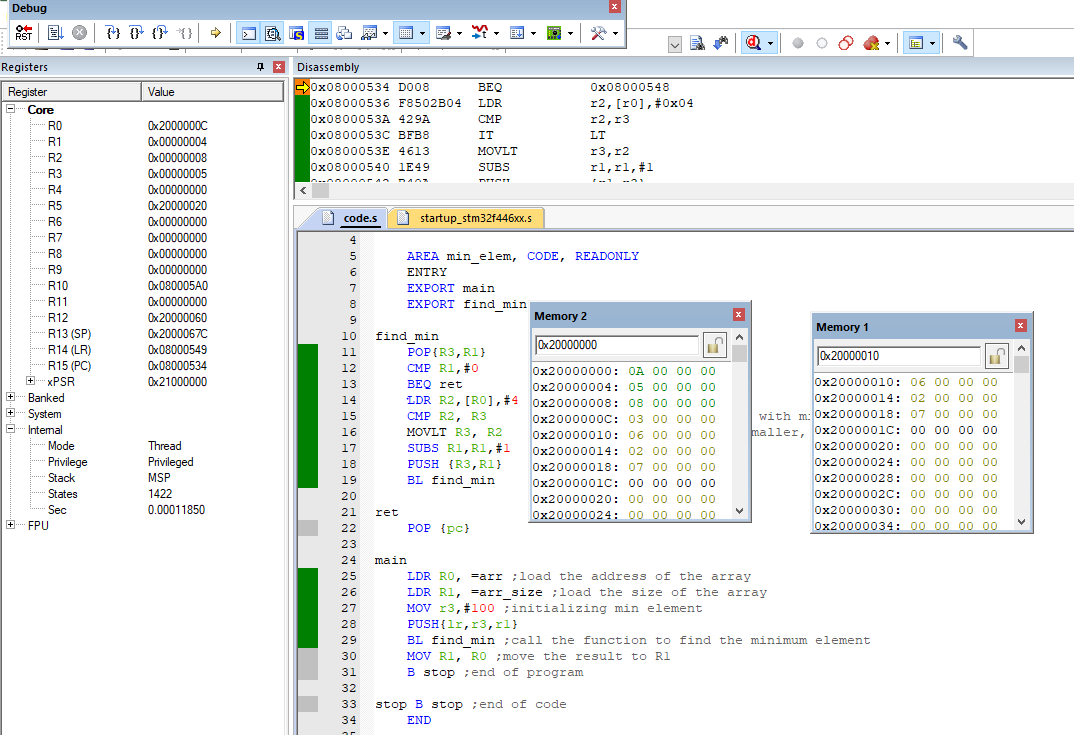 Debug
RST
Registers
Register Value
Core
R0 0x2000000C
R1 0x00000004
R2 0x00000008
R3 0x00000005
R4 0x00000000
R5 0x20000020
R6 0x00000000
R7 0x00000000
R8 0x00000000
R9 0x00000000
R10 0x080005A0
R11 0x00000000
R12 0x20000060
R13 (SP) 0x2000067C
R14 (LR) 0x08000549
R15 (PC) 0x08000534
xPSR 0x21000000
Banked
System
Internal
Mode Thread
Privilege Privileged
Stack MSP
States 1422
Sec 0.00011850
FPU
Disassembly
0x08000534 D008 BEQ 0x08000548
0x08000536 F8502B04 LDR r2,[r0],#0x04
0x0800053A 429A CMP r2,r3
0x0800053C BFB8 IT LT
0x0800053E 4613 MOVLT r3,r2
0x08000540 1E49 SUBS r1,r1,#1
code.s startup_stm32f446xx.s
4
5 AREA min_elem, CODE, READONLY
6 ENTRY
7 EXPORT main
8 EXPORT find_min
9
10 find_min
11 POP{R3,R1}
12 CMP R1,#0
13 BEQ ret
14 LDR R2,[R0],#4
15 CMP R2, R3 with
16 MOVLT R3, R2
17 SUBS R1,R1,#1
18 PUSH {R3,R1}
19 BL find_min
20
21 ret
22 POP {pc}
23
24 main
25 LDR R0, =arr ;load the address of the array
26 LDR R1, =arr_size ;load the size of the array
27 MOV r3,#100 ;initializing min element
28 PUSH{lr,r3,r1}
29 BL find_min ;call the function to find the minimum element
30 MOV R1, R0 ;move the result to R1
31 B stop ;end of program
32
33 stop B stop ;end of code
34 END
Memory 2
0x20000000
0x20000000: 0A 00 00 00
0x20000004: 05 00 00 00
0x20000008: 08 00 00 00
0x2000000C: 03 00 00 00
0x20000010: 06 00 00 00
0x20000014: 02 00 00 00
0x20000018: 07 00 00 00
0x2000001C: 00 00 00 00
0x20000020: 00 00 00 00
0x20000024: 00 00 00 00
Memory 1
0x20000010
0x20000010: 06 00 00 00
0x20000014: 02 00 00 00
0x20000018: 07 00 00 00
0x2000001C: 00 00 00 00
0x20000020: 00 00 00 00
0x20000024: 00 00 00 00
0x20000028: 00 00 00 00
0x2000002C: 00 00 00 00
0x20000030: 00 00 00 00
0x20000034: 00 00 00 00